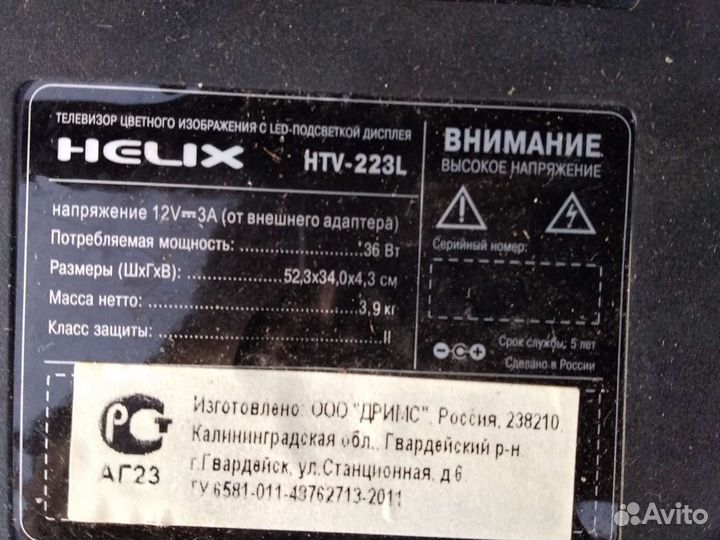 ТЕЛЕВИЗОР ЦВЕТНОГО ИЗОБРАЖЕНИЯ С LED-ПОДСВЕТКОЙ ДИСПЛЕЯ
HELIX HTV-223L
напряжение 12V⎓3A (от внешнего адаптера)
Потребляемая мощность: 36 Вт
Размеры (ШхГхВ): 52,3х34,0х4,3 см
Масса нетто: 3,9 кг
Класс защиты: II
ВНИМАНИЕ
ВЫСОКОЕ НАПРЯЖЕНИЕ
Серийный номер:
Срок службы: 5 лет
Сделано в России
РСТ
АГ23
Изготовлено: ООО "ДРИМС", Россия, 238210,
Калининградская обл., Гвардейский р-н,
г.Гвардейск, ул.Станционная, д.6
ТУ 6581-011-43762713-2011
Avito